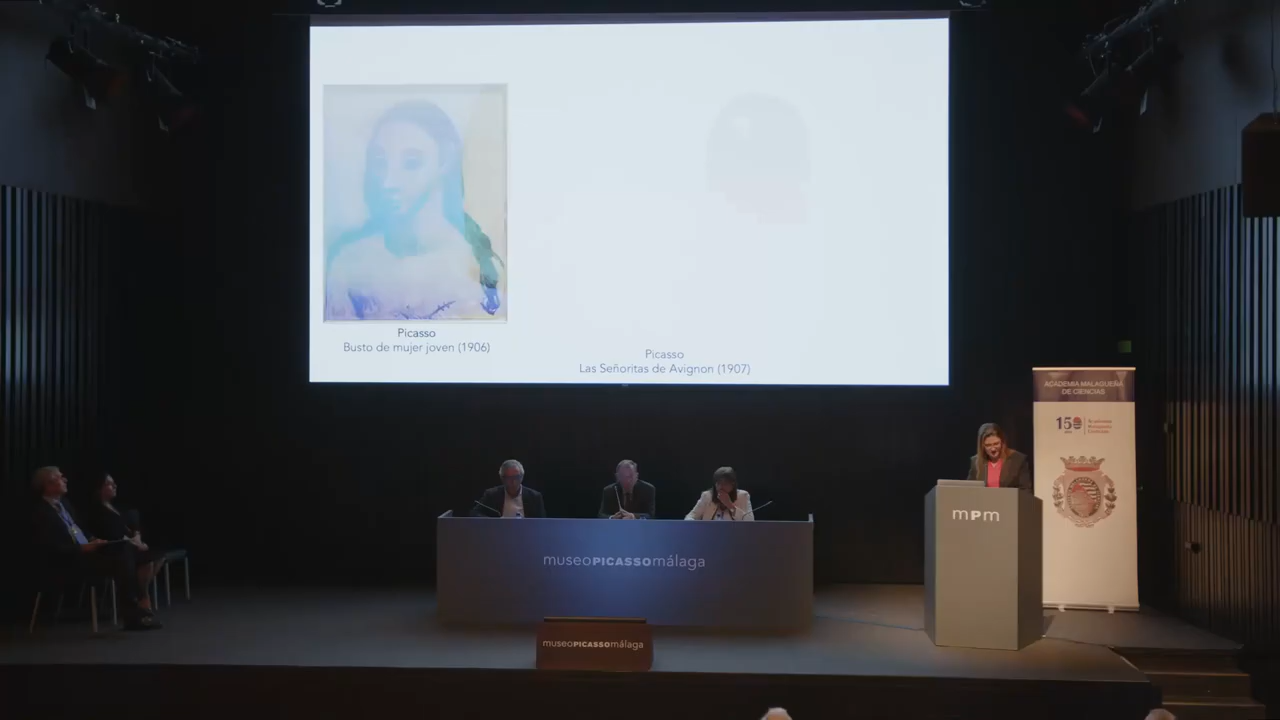 Picasso
Busto de mujer joven (1906)
Picasso
Las Señoritas de Avignon (1907)
ACADEMIA MALAGUEÑA
DE CIENCIAS
150
mPm
museoPICASSOmálaga
museoPICASSOmálaga